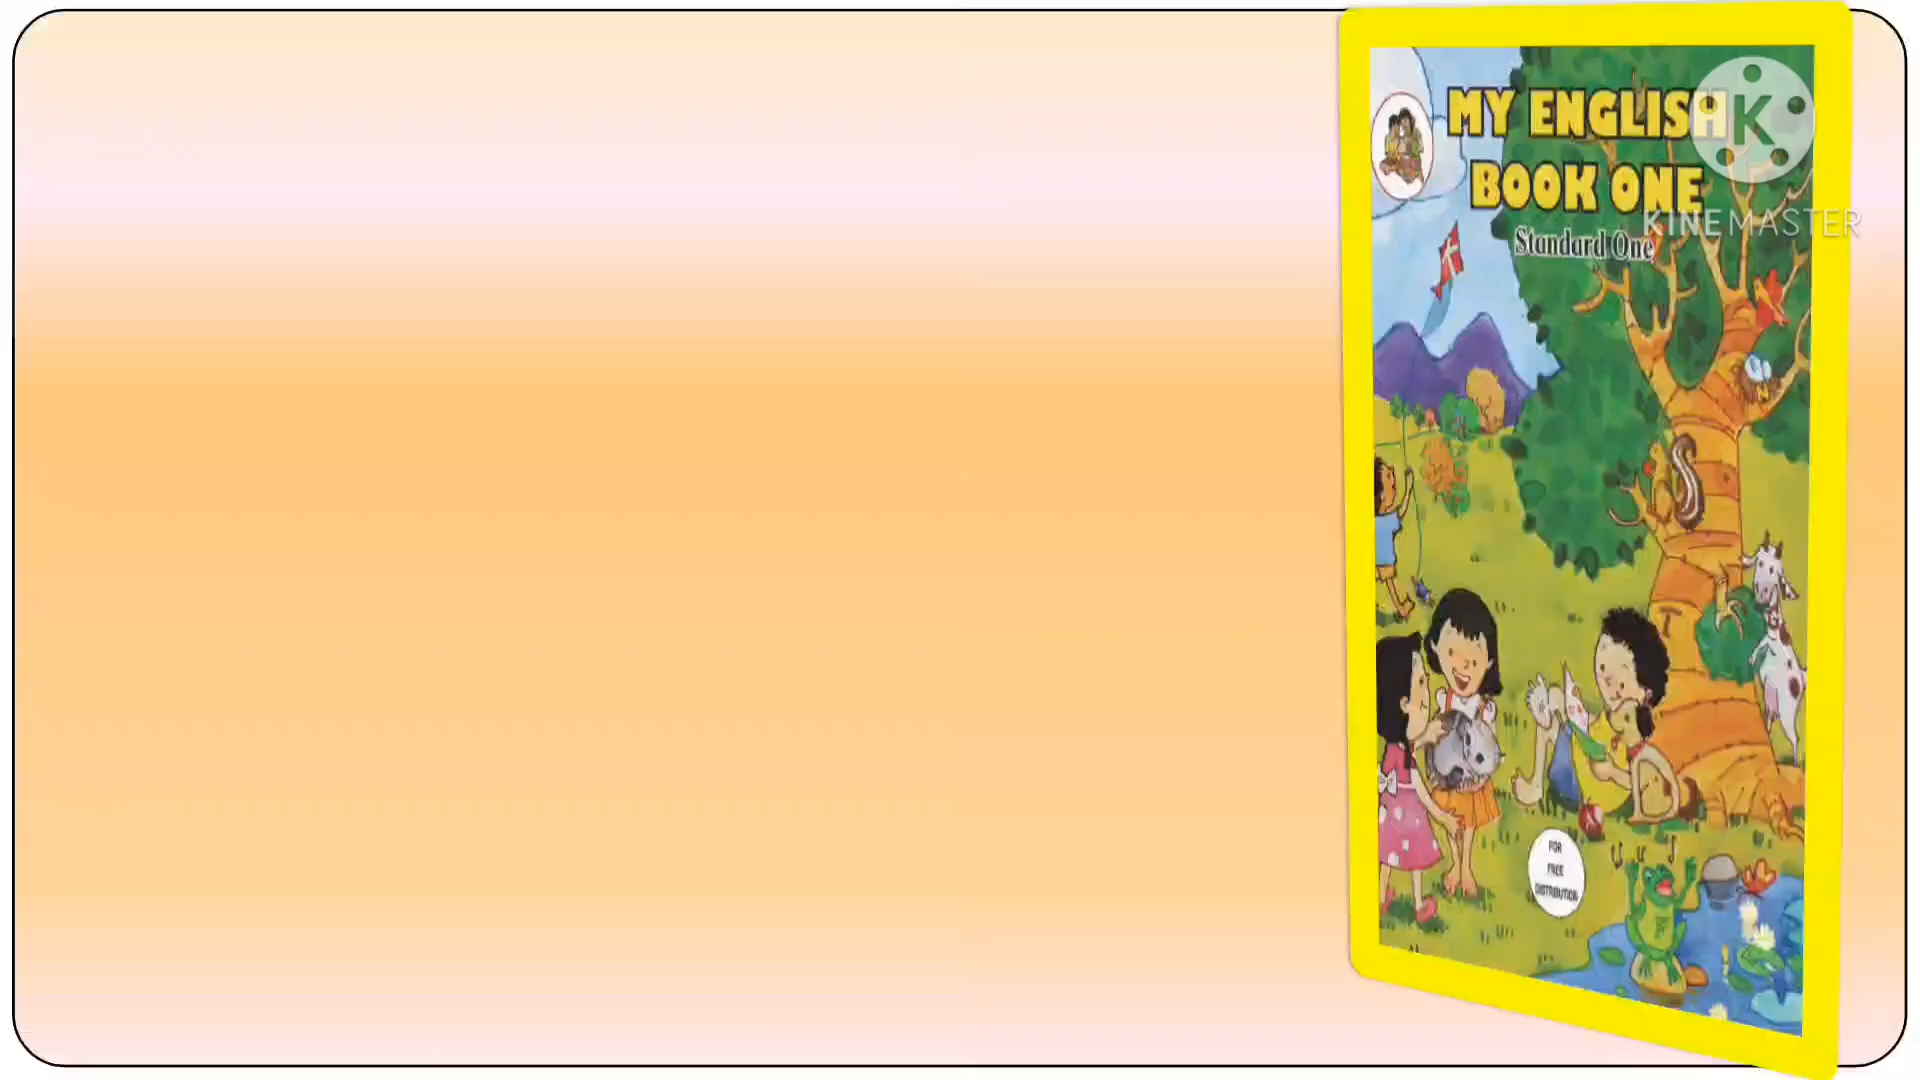 MY ENGLISH
BOOK ONE
Standard One
K
KINEMASTER
FOR
FREE
DISTRIBUTION